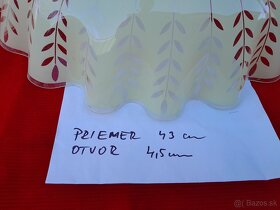 PRIEMER 43 cm
OTVOR 4,5 cm
© Bazos.sk